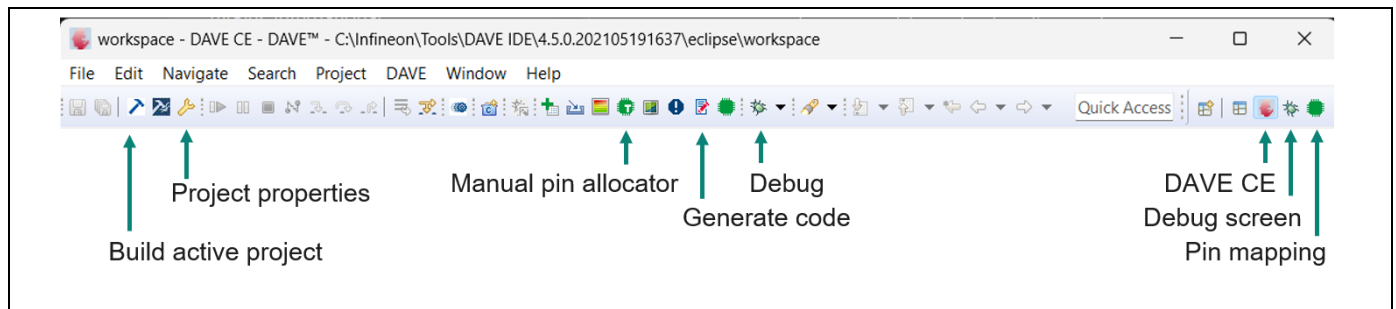 workspace - DAVE CE - DAVE™ - C:\Infineon\Tools\DAVE IDE\4.5.0.202105191637\eclipse\workspace
File Edit Navigate Search Project DAVE Window Help
Quick Access
Project properties
Manual pin allocator
Debug
DAVE CE
Generate code
Debug screen
Build active project
Pin mapping